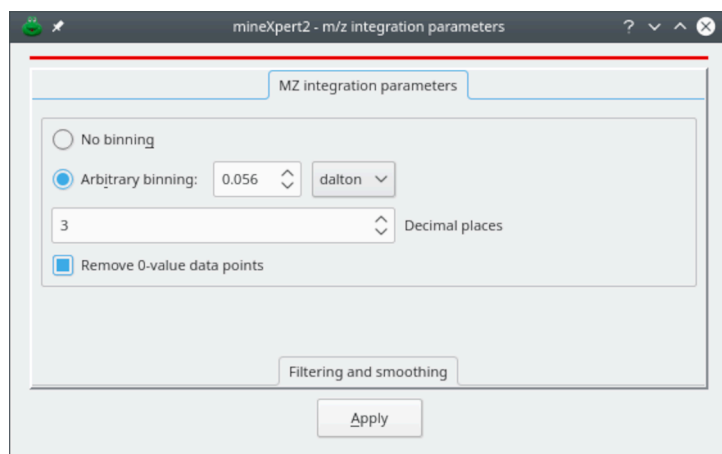 mineXpert2 - m/z integration parameters ?
MZ integration parameters
No binning
Arbitrary binning: 0.056 dalton
3 Decimal places
Remove 0-value data points
Filtering and smoothing
Apply